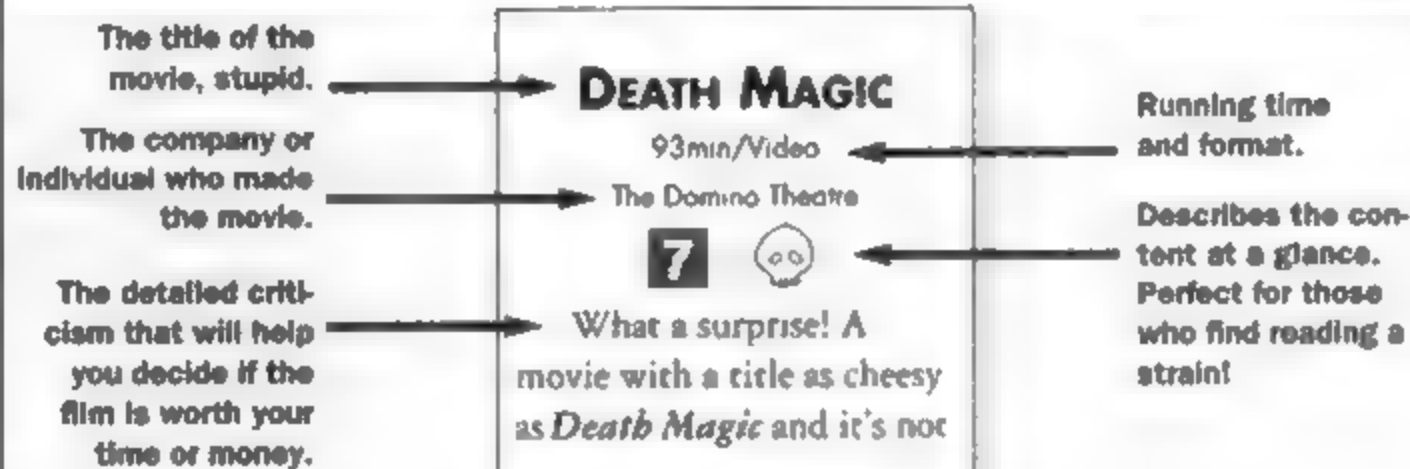 The title of the
movie, stupid.
The company or
individual who made
the movie.
The detailed criti-
cism that will help
you decide if the
film is worth your
time or money.
DEATH MAGIC
93min/Video
The Domino Theatre
7
What a surprise! A
movie with a title as cheesy
as Death Magic and it's not
Running time
and format.
Describes the con-
tent at a glance.
Perfect for those
who find reading a
strain!